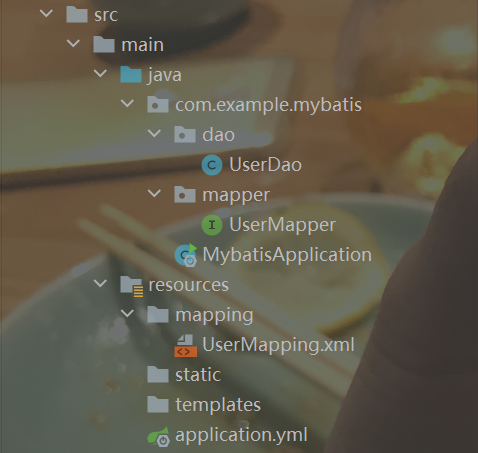 src
main
java
com.example.mybatis
dao
UserDao
mapper
UserMapper
MybatisApplication
resources
mapping
UserMapping.xml
static
templates
application.yml